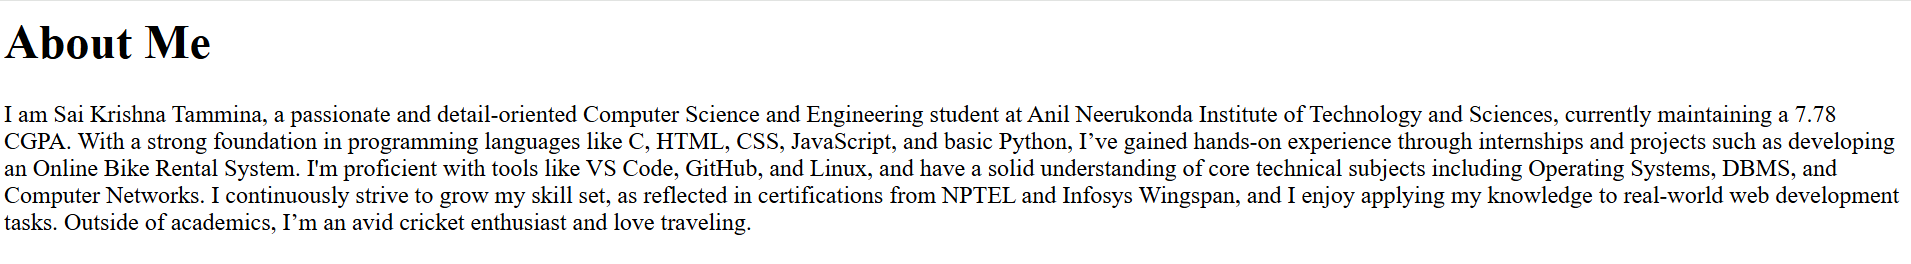 About Me
I am Sai Krishna Tammina, a passionate and detail-oriented Computer Science and Engineering student at Anil Neerukonda Institute of Technology and Sciences, currently maintaining a 7.78
CGPA. With a strong foundation in programming languages like C, HTML, CSS, JavaScript, and basic Python, I’ve gained hands-on experience through internships and projects such as developing
an Online Bike Rental System. I'm proficient with tools like VS Code, GitHub, and Linux, and have a solid understanding of core technical subjects including Operating Systems, DBMS, and
Computer Networks. I continuously strive to grow my skill set, as reflected in certifications from NPTEL and Infosys Wingspan, and I enjoy applying my knowledge to real-world web development
tasks. Outside of academics, I’m an avid cricket enthusiast and love traveling.